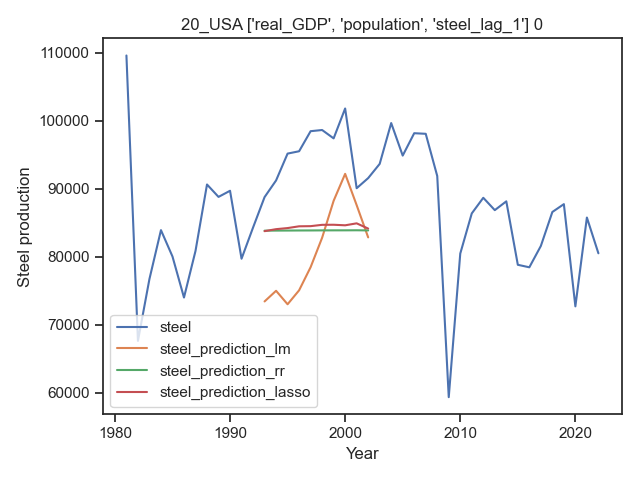 20_USA ['real_GDP', 'population', 'steel_lag_1'] 0
110000
100000
90000
80000
70000
60000
Steel production
steel
steel_prediction_lm
steel_prediction_rr
steel_prediction_lasso
1980
1990
2000
2010
2020
Year